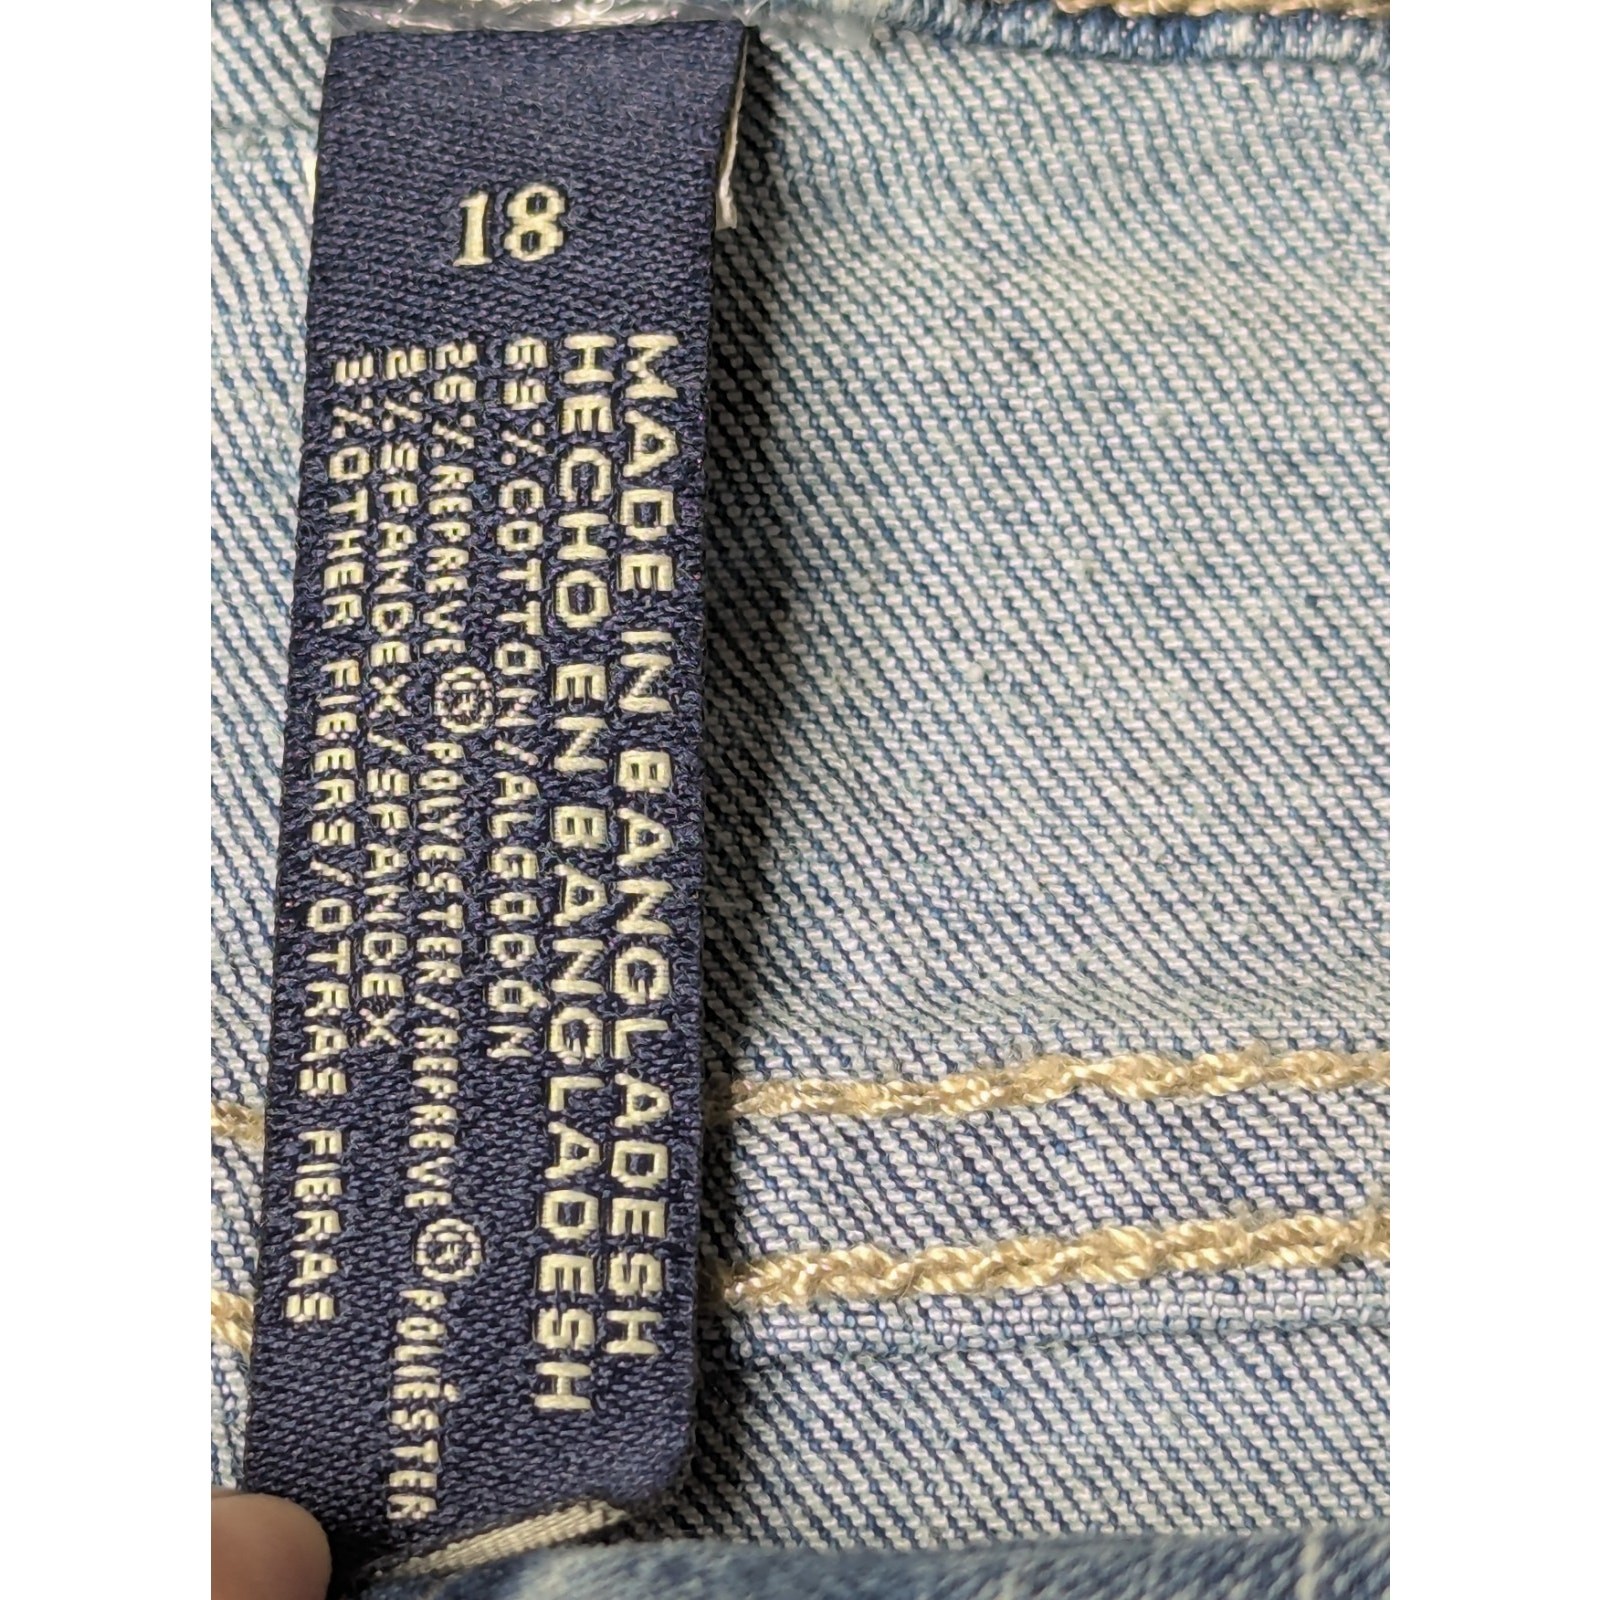 18
MADE IN BANGLADESH
HECHO EN BANGLADESH
69% COTTON/ALGODÓN
26% REPREVE® POLYESTER/REPREVE® POLIÉSTER
2% SPANDEX/SPANDEX
3% OTHER FIBERS/OTRAS FIBRAS